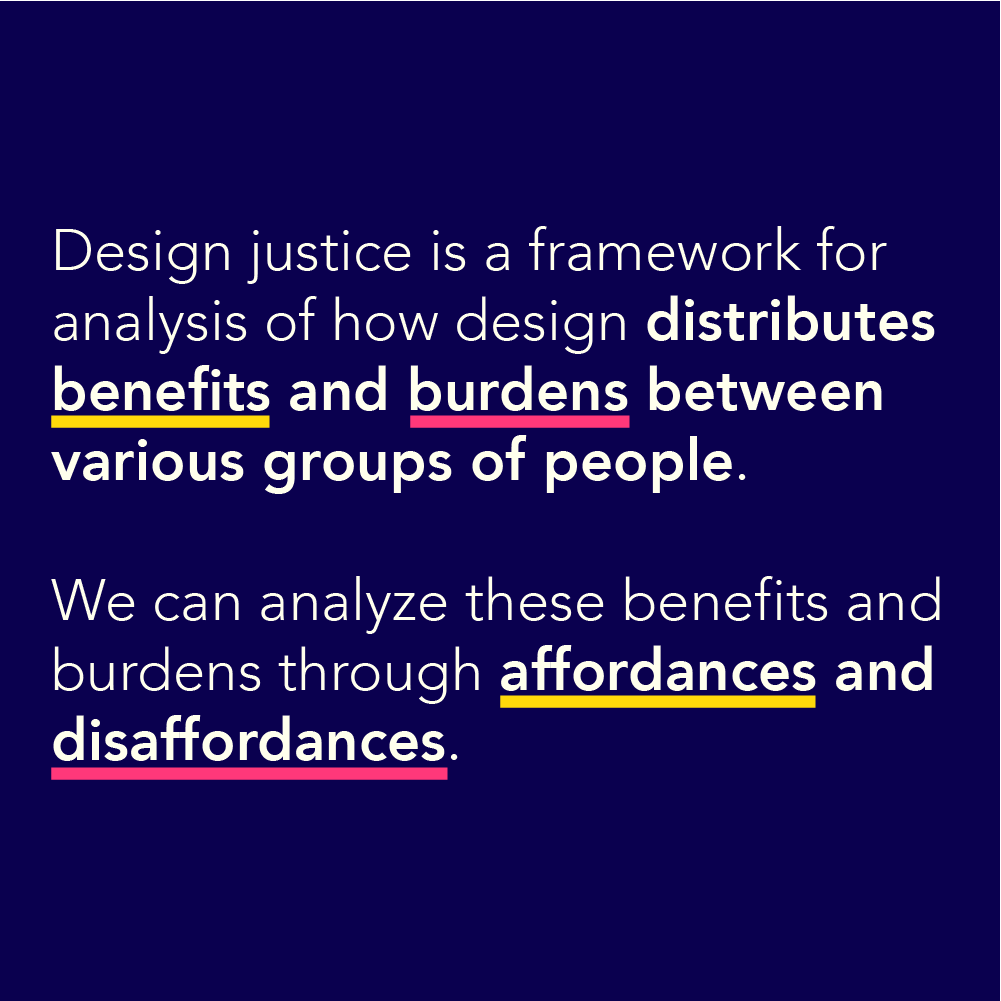 Design justice is a framework for
analysis of how design distributes
benefits and burdens between
various groups of people.
We can analyze these benefits and
burdens through affordances and
disaffordances.